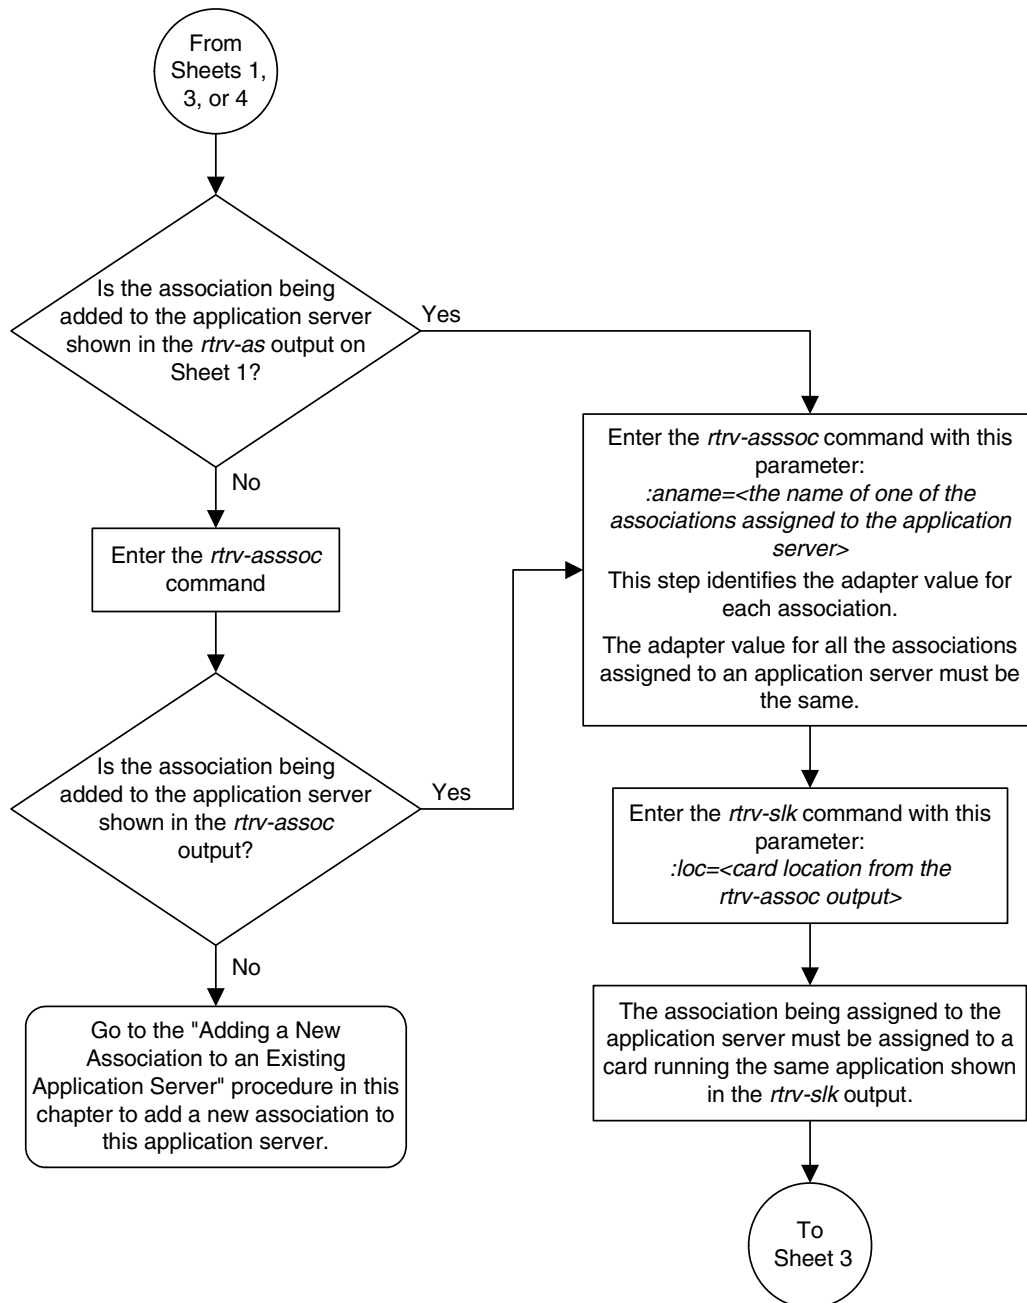 From
Sheets 1,
3, or 4
Is the association being
added to the application server
shown in the rtrv-as output on
Sheet 1?
Yes
No
Enter the rtrv-asssoc
command
Is the association being
added to the application server
shown in the rtrv-assoc
output?
Yes
No
Go to the "Adding a New
Association to an Existing
Application Server" procedure in this
chapter to add a new association to
this application server.
Enter the rtrv-asssoc command with this
parameter:
:aname=<the name of one of the
associations assigned to the application
server>
This step identifies the adapter value for
each association.
The adapter value for all the associations
assigned to an application server must be
the same.
Enter the rtrv-slk command with this
parameter:
:loc=<card location from the
rtrv-assoc output>
The association being assigned to the
application server must be assigned to a
card running the same application shown
in the rtrv-slk output.
To
Sheet 3